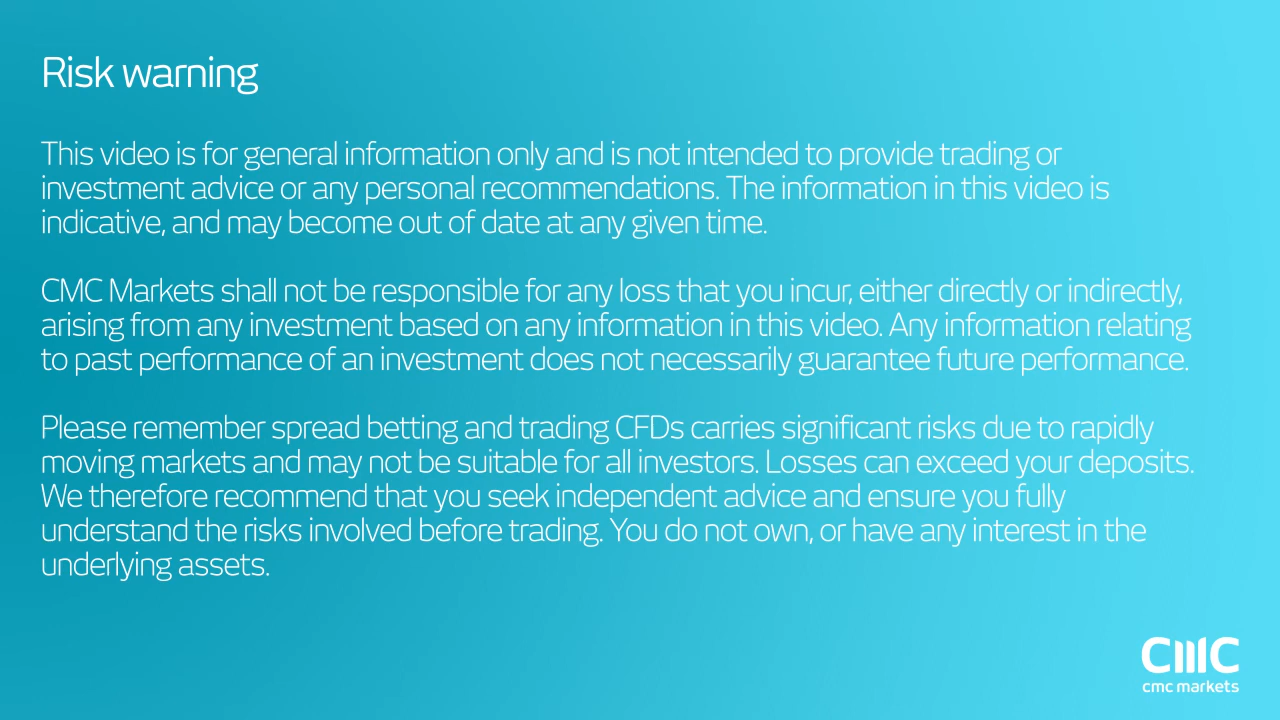 Risk warning
This video is for general information only and is not intended to provide trading or
investment advice or any personal recommendations. The information in this video is
indicative, and may become out of date at any given time.
CMC Markets shall not be responsible for any loss that you incur, either directly or indirectly,
arising from any investment based on any information in this video. Any information relating
to past performance of an investment does not necessarily guarantee future performance.
Please remember spread betting and trading CFDs carries significant risks due to rapidly
moving markets and may not be suitable for all investors. Losses can exceed your deposits.
We therefore recommend that you seek independent advice and ensure you fully
understand the risks involved before trading. You do not own, or have any interest in the
underlying assets.
CMC
cmc markets